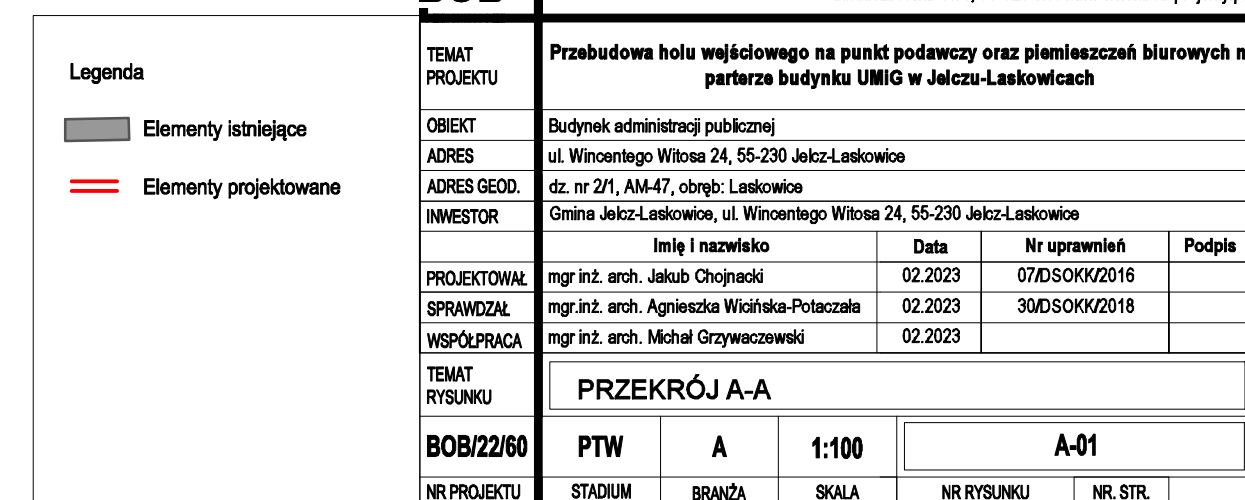 Legenda
Elementy istniejące
Elementy projektowane
BOB
TEMAT
PROJEKTU
Przebudowa holu wejściowego na punkt podawczy oraz piemieszczeń biurowych n
parterze budynku UMiG w Jelczu-Laskowicach
OBIEKT Budynek administracji publicznej
ADRES ul. Wincentego Witosa 24, 55-230 Jelcz-Laskowice
ADRES GEOD. dz. nr 2/1, AM-47, obręb: Laskowice
INWESTOR Gmina Jelcz-Laskowice, ul. Wincentego Witosa 24, 55-230 Jelcz-Laskowice
Imię i nazwisko Data Nr uprawnień Podpis
PROJEKTOWAŁ mgr inż. arch. Jakub Chojnacki 02.2023 07/DSOKK/2016
SPRAWDZAŁ mgr.inż. arch. Agnieszka Wicińska-Potaczała 02.2023 30/DSOKK/2018
WSPÓŁPRACA mgr inż. arch. Michał Grzywaczewski 02.2023
TEMAT
RYSUNKU
PRZEKRÓJ A-A
BOB/22/60 PTW A 1:100 A-01
NR PROJEKTU STADIUM BRANŻA SKALA NR RYSUNKU NR. STR.